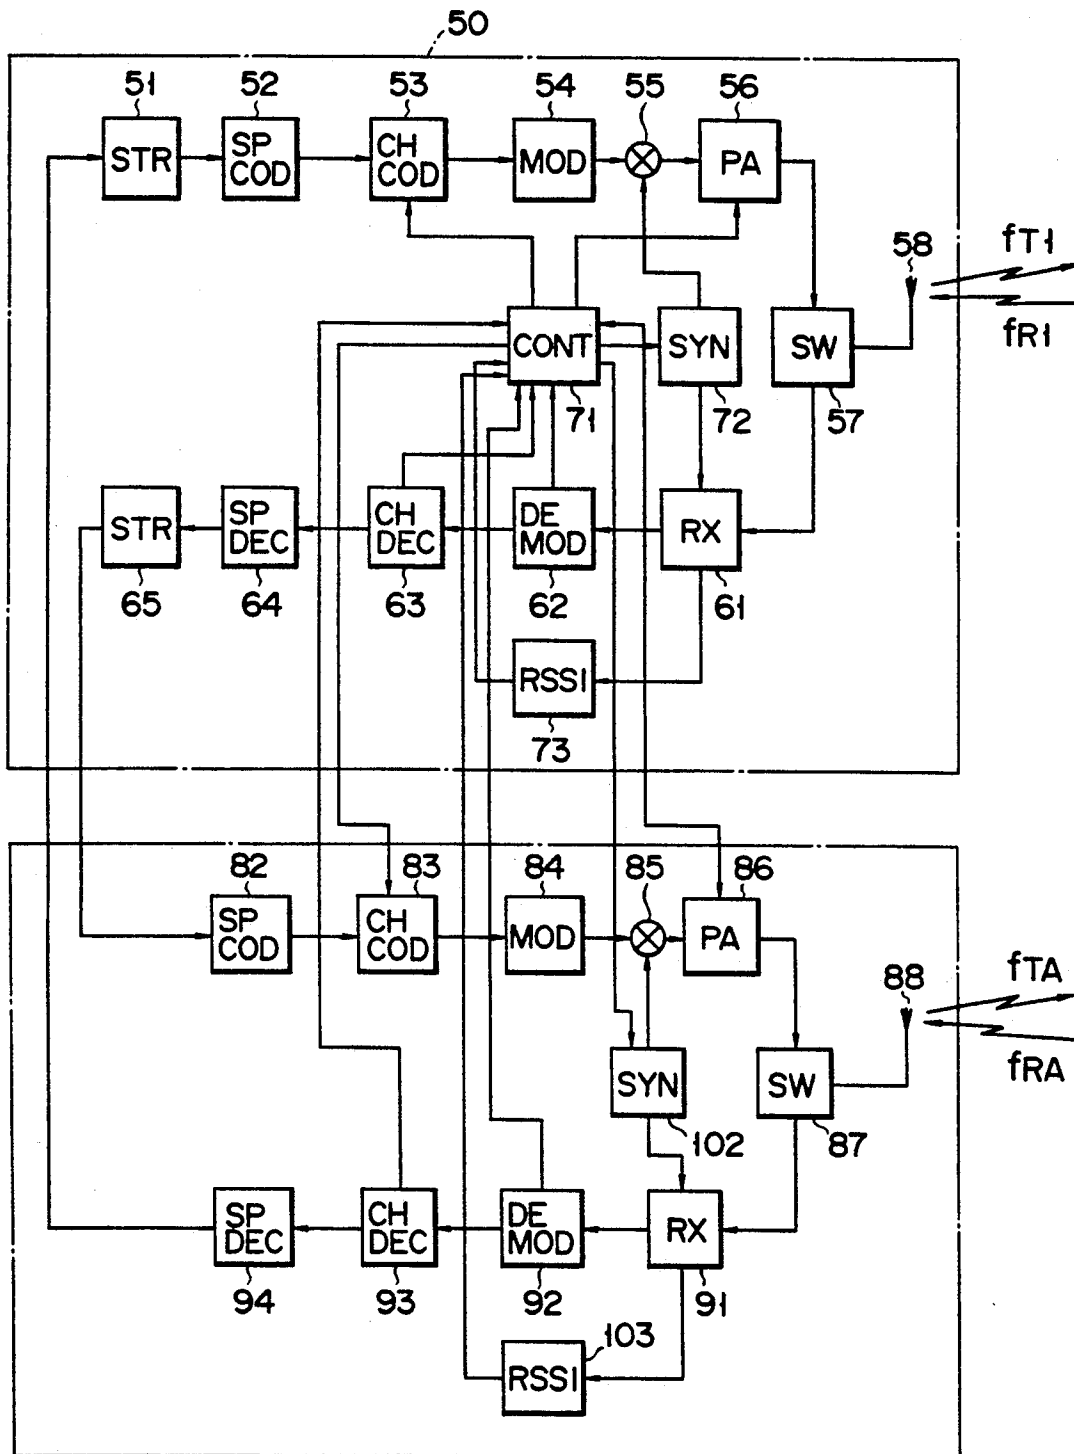 50
51 52 53 54 55 56
STR
SP
COD
CH
COD
MOD
PA
58
fT1
fR1
CONT
SYN
SW
71
72
57
STR
SP
DEC
CH
DEC
DE
MOD
RX
65 64 63 62 61
RSSI
73
82 83 84 85 86
SP
COD
CH
COD
MOD
PA
88
fTA
fRA
SYN
SW
102
87
SP
DEC
CH
DEC
DE
MOD
RX
94 93 92 91
103
RSSI